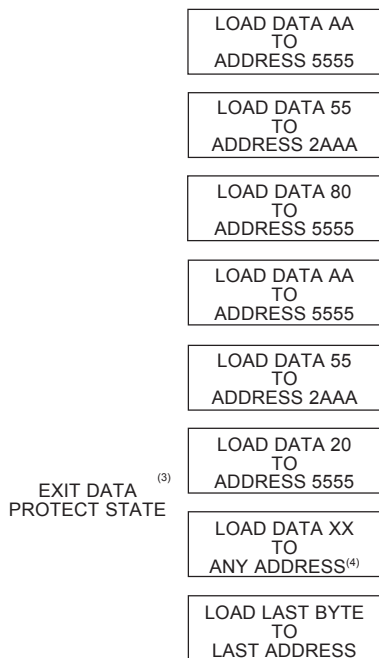 LOAD DATA AA
TO
ADDRESS 5555
LOAD DATA 55
TO
ADDRESS 2AAA
LOAD DATA 80
TO
ADDRESS 5555
LOAD DATA AA
TO
ADDRESS 5555
LOAD DATA 55
TO
ADDRESS 2AAA
LOAD DATA 20
TO
ADDRESS 5555
EXIT DATA (3)
PROTECT STATE
LOAD DATA XX
TO
ANY ADDRESS(4)
LOAD LAST BYTE
TO
LAST ADDRESS